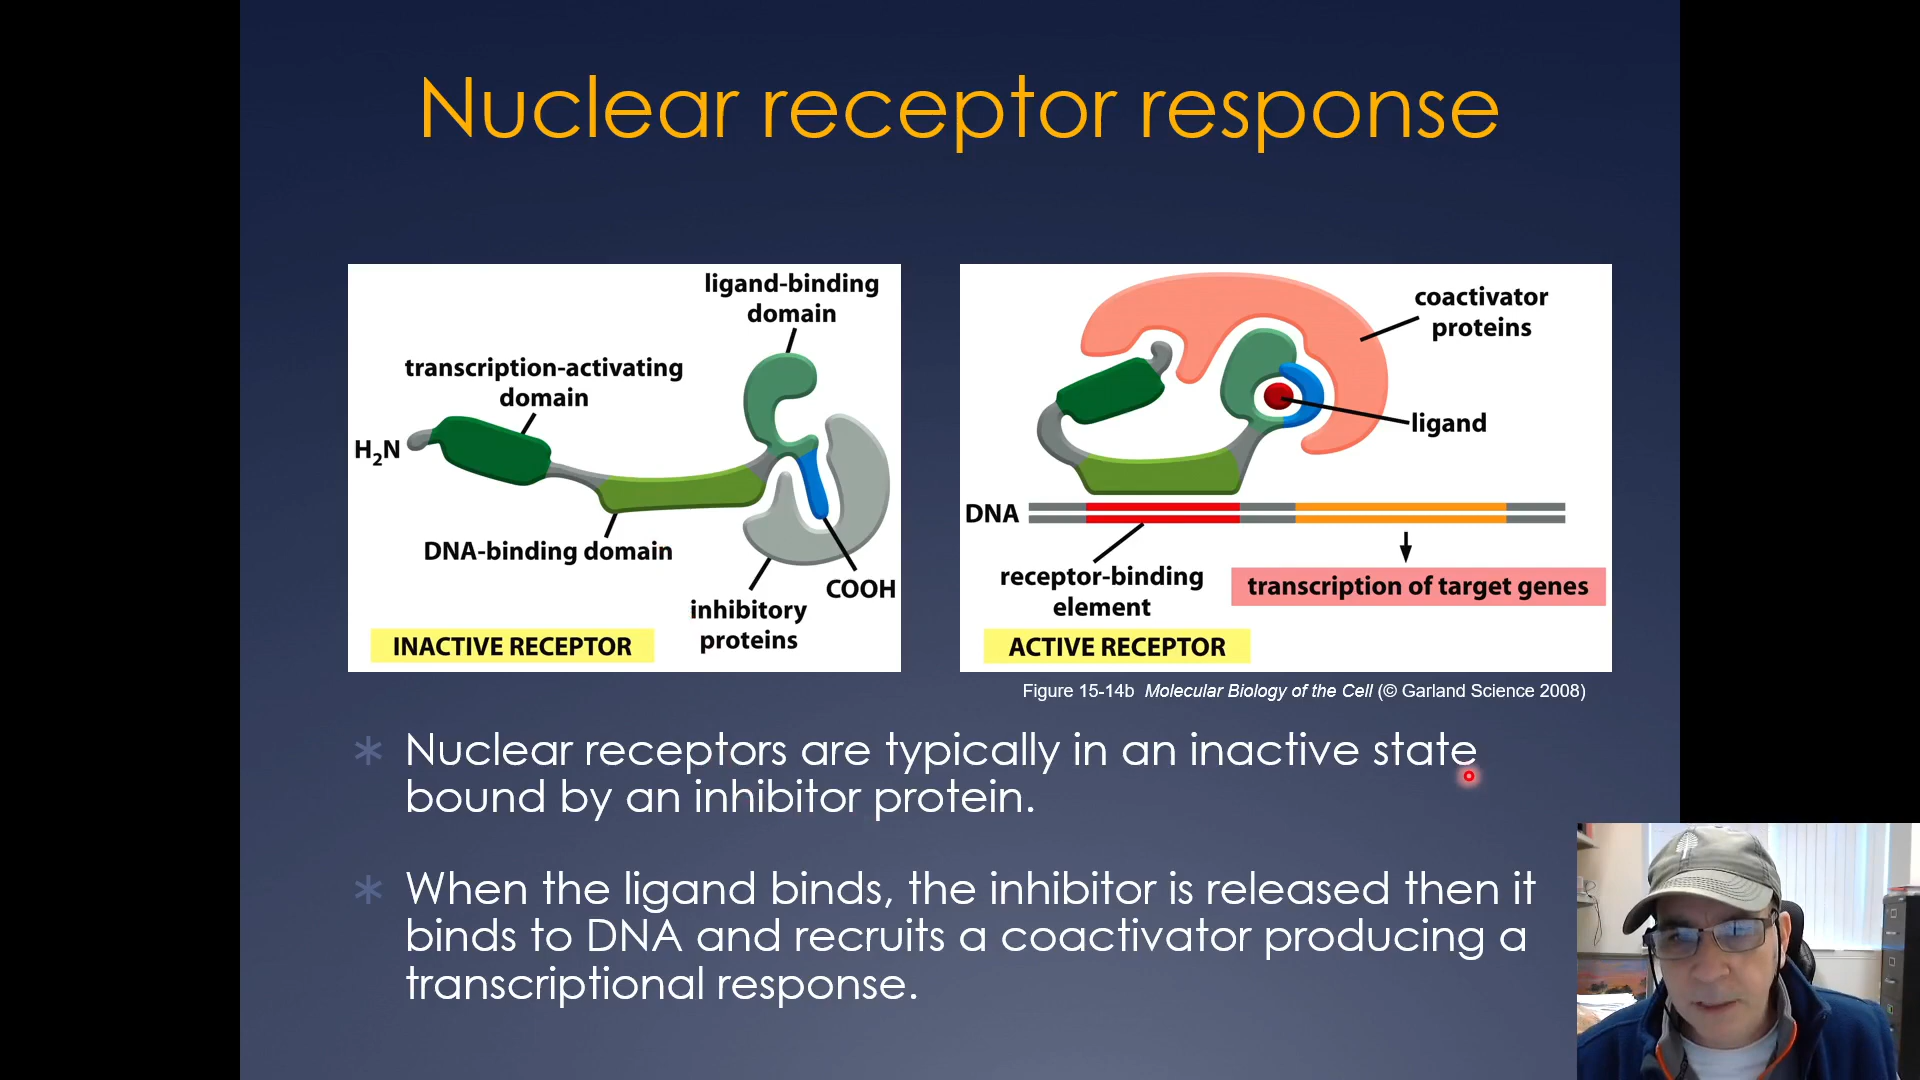 Nuclear receptor response
ligand-binding
domain
transcription-activating
domain
H₂N
DNA-binding domain
COOH
inhibitory
proteins
INACTIVE RECEPTOR
coactivator
proteins
ligand
DNA
receptor-binding
element
transcription of target genes
ACTIVE RECEPTOR
Figure 15-14b Molecular Biology of the Cell (© Garland Science 2008)
Nuclear receptors are typically in an inactive state
bound by an inhibitor protein.
When the ligand binds, the inhibitor is released then it
binds to DNA and recruits a coactivator producing a
transcriptional response.